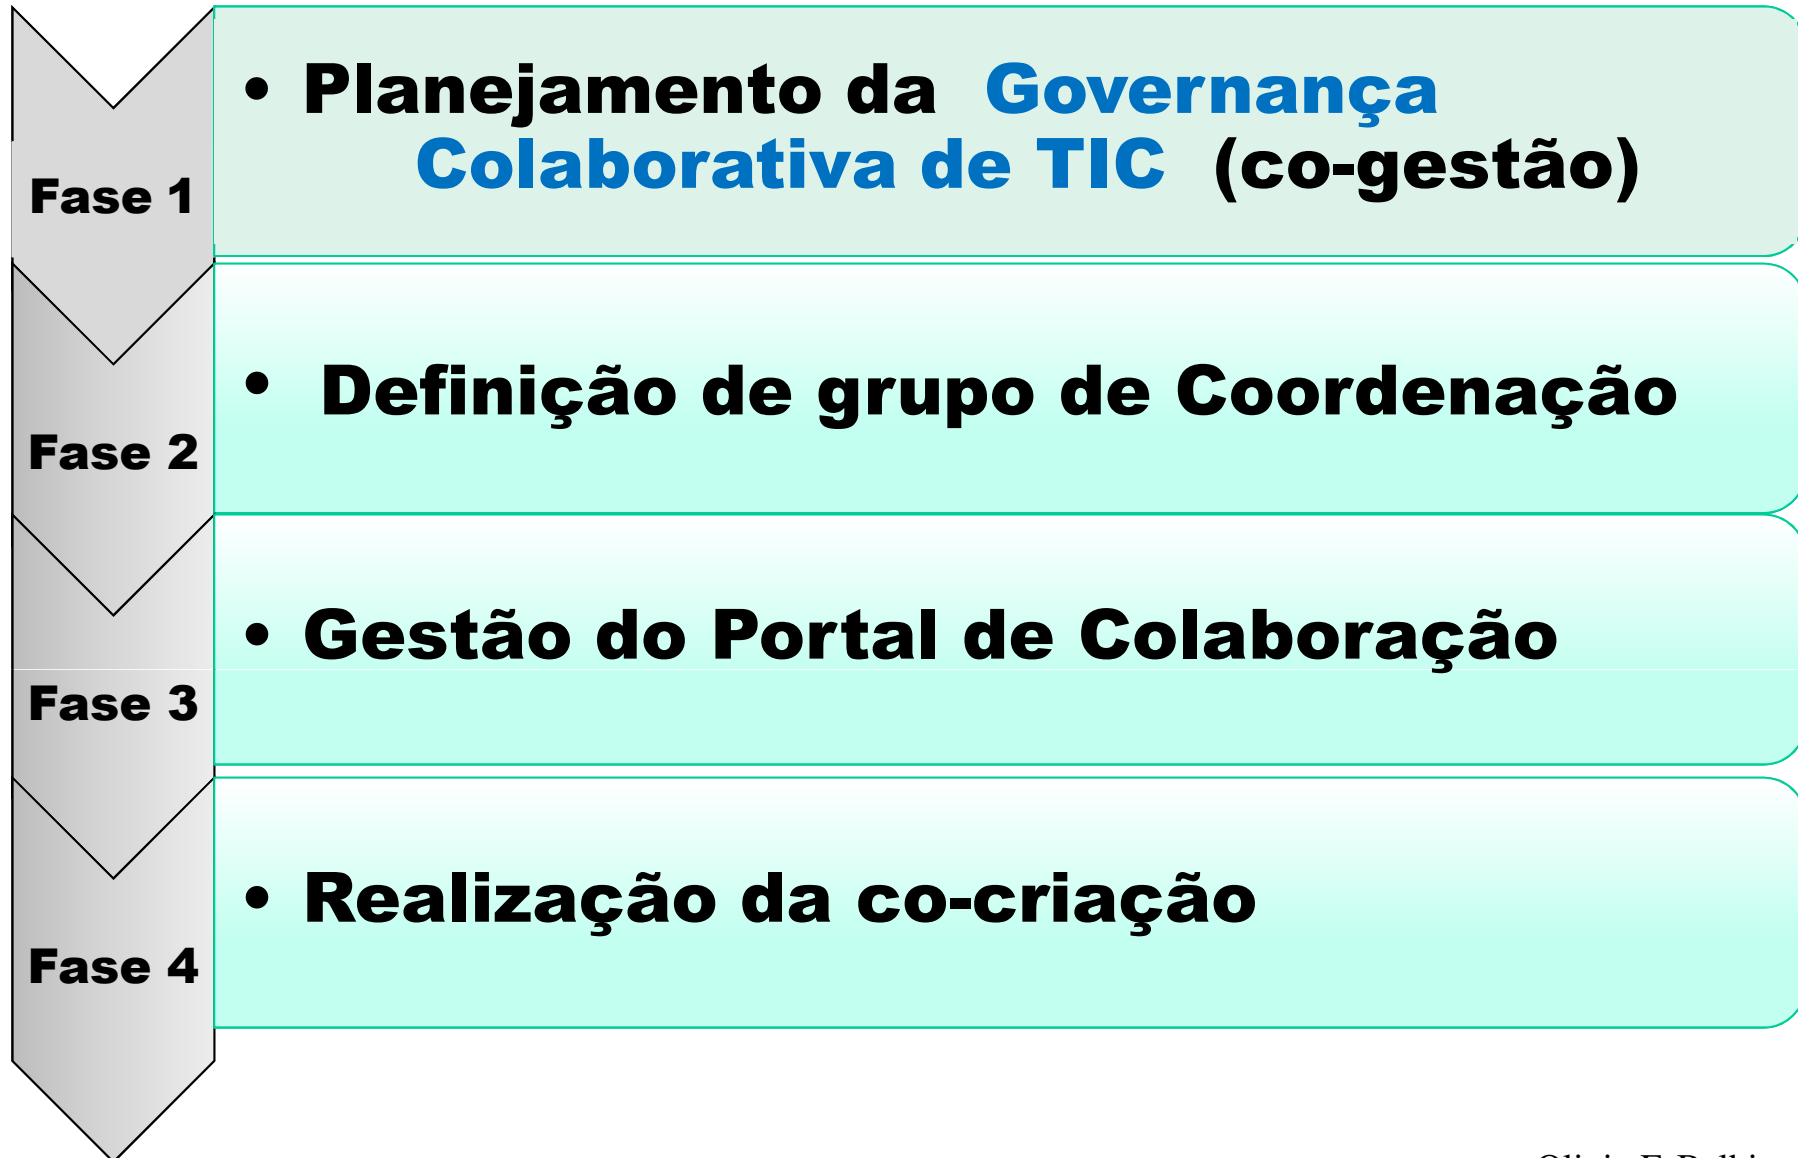 • Planejamento da Governança
Colaborativa de TIC (co-gestão)
Fase 1
• Definição de grupo de Coordenação
Fase 2
• Gestão do Portal de Colaboração
Fase 3
• Realização da co-criação
Fase 4